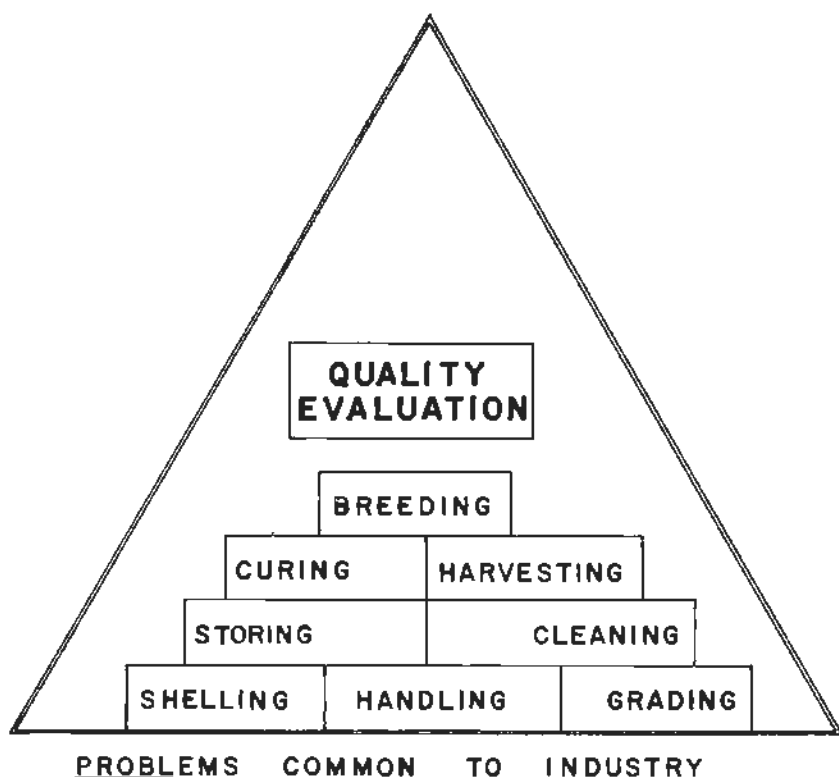 QUALITY
EVALUATION
BREEDING
CURING HARVESTING
STORING CLEANING
SHELLING HANDLING GRADING
PROBLEMS COMMON TO INDUSTRY